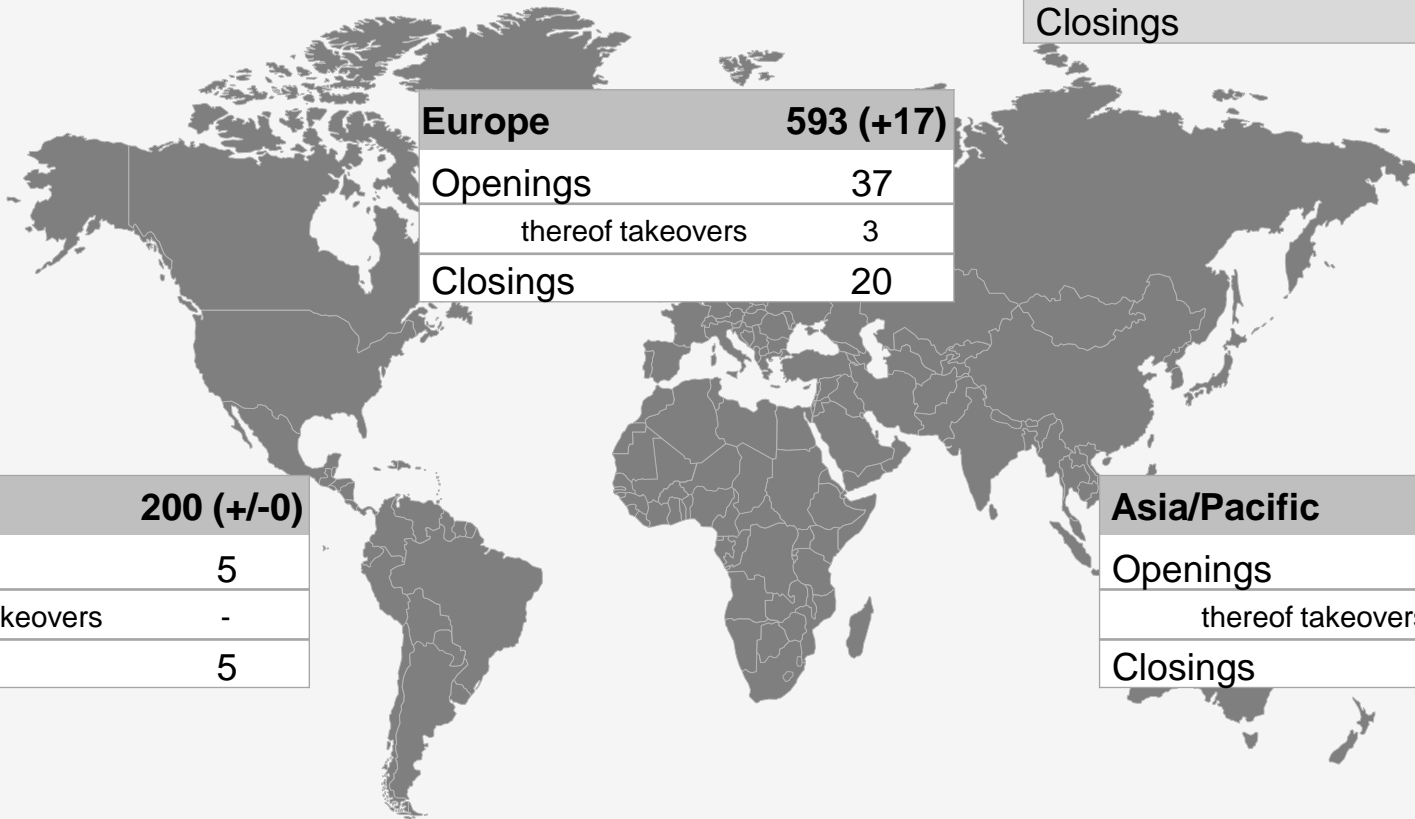 Closings
Europe 593 (+17)
Openings 37
thereof takeovers 3
Closings 20
200 (+/-0)
5
keovers -
5
Asia/Pacific
Openings
thereof takeovers
Closings